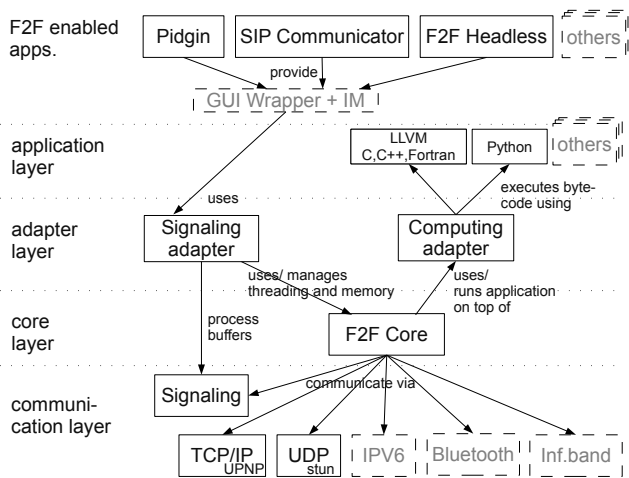 F2F enabled
apps.
Pidgin
SIP Communicator
F2F Headless
others
provide
GUI Wrapper + IM
application
layer
LLVM
C,C++,Fortran
Python
others
uses
executes byte-
code using
adapter
layer
Signaling
adapter
Computing
adapter
uses/ manages
threading and memory
uses/
runs application
on top of
core
layer
process
buffers
F2F Core
communi-
cation layer
Signaling
communicate via
TCP/IP
UPNP
UDP
stun
IPV6
Bluetooth
Inf.band